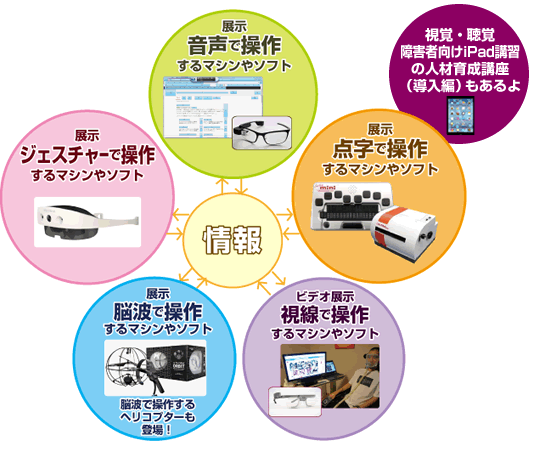 展示
音声で操作
するマシンやソフト
視覚・聴覚
障害者向けiPad講習
の人材育成講座
（導入編）もあるよ
展示
ジェスチャーで操作
するマシンやソフト
展示
点字で操作
するマシンやソフト
mini
情報
展示
脳波で操作
するマシンやソフト
脳波で操作する
ヘリコプターも
登場！
ビデオ展示
視線で操作
するマシンやソフト